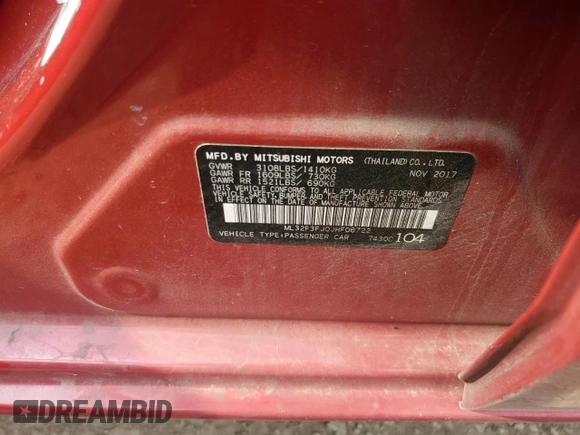 MFD.BY MITSUBISHI MOTORS (THAILAND) CO., LTD.
GVWR 3108LBS/1410KG NOV 2017
GAWR FR 1609LBS/ 730KG
GAWR RR 1521LBS/ 690KG
THIS VEHICLE CONFORMS TO ALL APPLICABLE FEDERAL MOTOR
VEHICLE SAFETY,BUMPER AND THEFT PREVENTION STANDARDS
IN EFFECT ON THE DATE OF MANUFACTURE SHOWN ABOVE.
ML32F3FJ0JHF06722
VEHICLE TYPE:PASSENGER CAR 7430C 104
DREAMBID